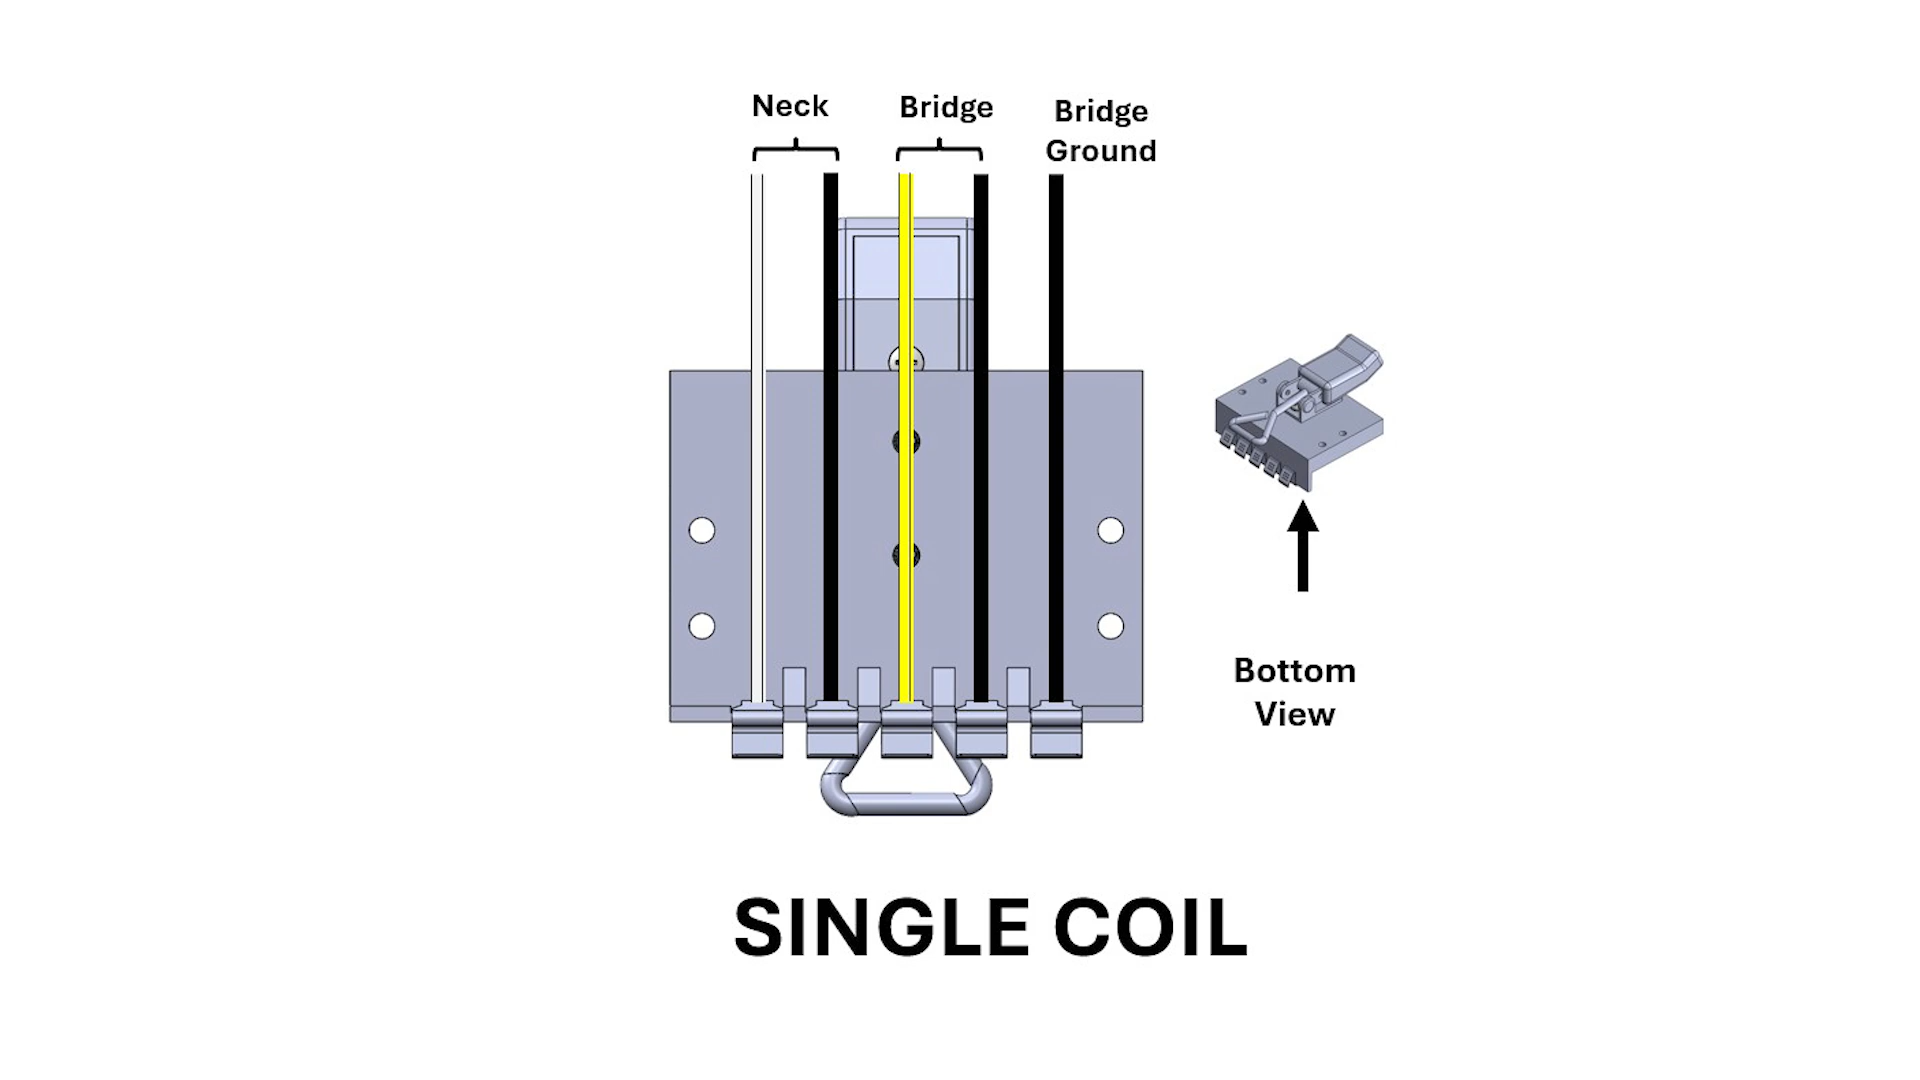 Neck
Bridge
Bridge
Ground
Bottom
View
SINGLE COIL